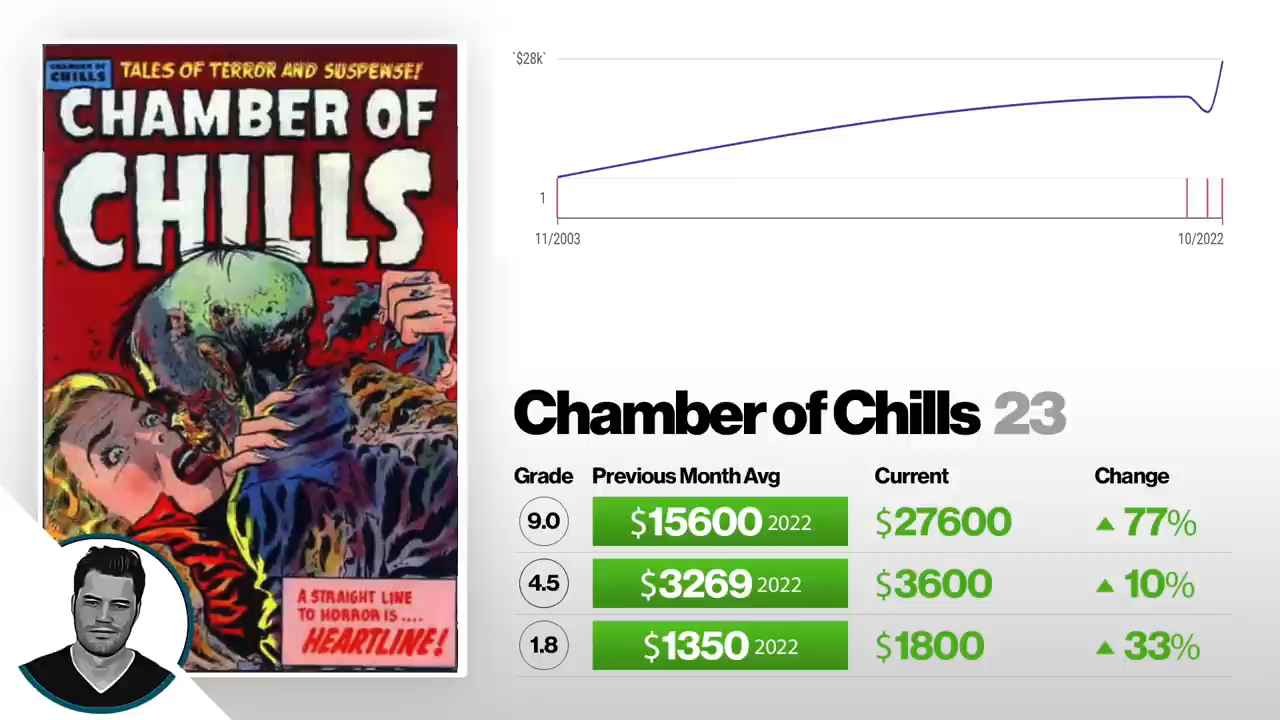 CHAMBER OF
CHILLS
TALES OF TERROR AND SUSPENSE!
CHAMBER OF
CHILLS
A STRAIGHT LINE
TO HORROR IS....
HEARTLINE!
`$28k`
1
11/2003
10/2022
Chamber of Chills 23
Grade Previous Month Avg Current Change
9.0 $15600 2022 $27600 ▲ 77%
4.5 $3269 2022 $3600 ▲ 10%
1.8 $1350 2022 $1800 ▲ 33%